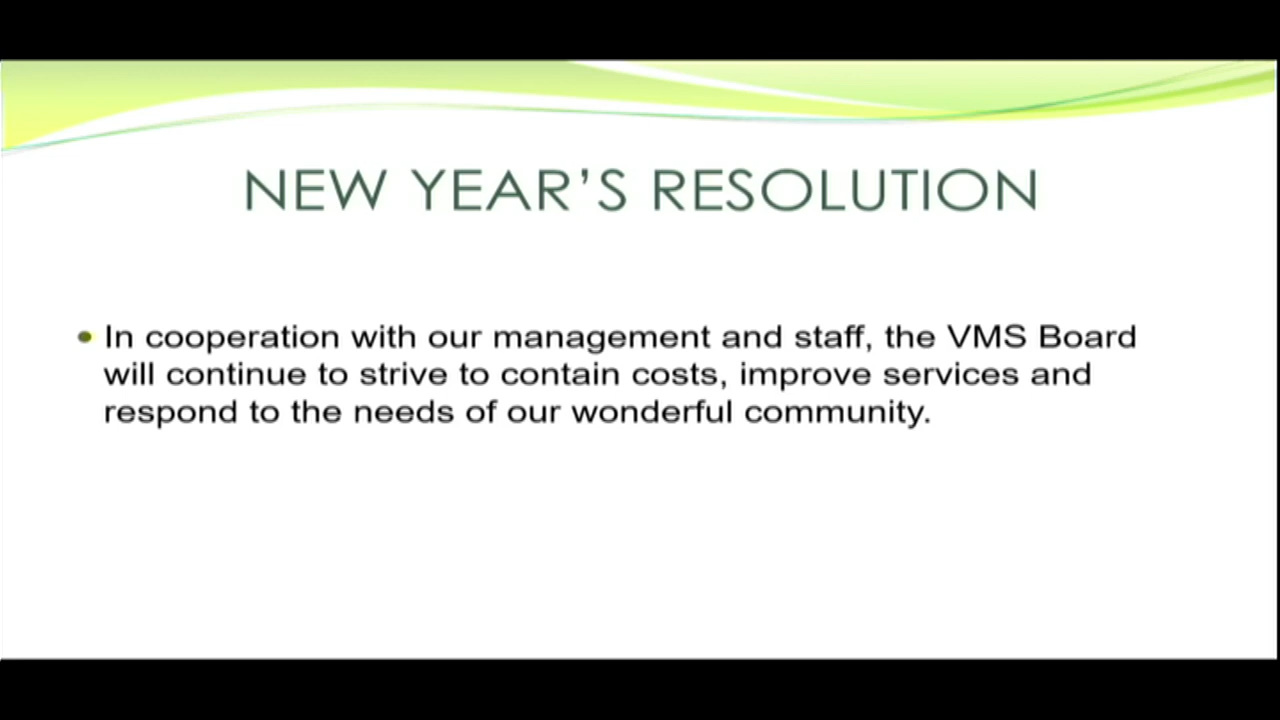 NEW YEAR’S RESOLUTION
In cooperation with our management and staff, the VMS Board
will continue to strive to contain costs, improve services and
respond to the needs of our wonderful community.